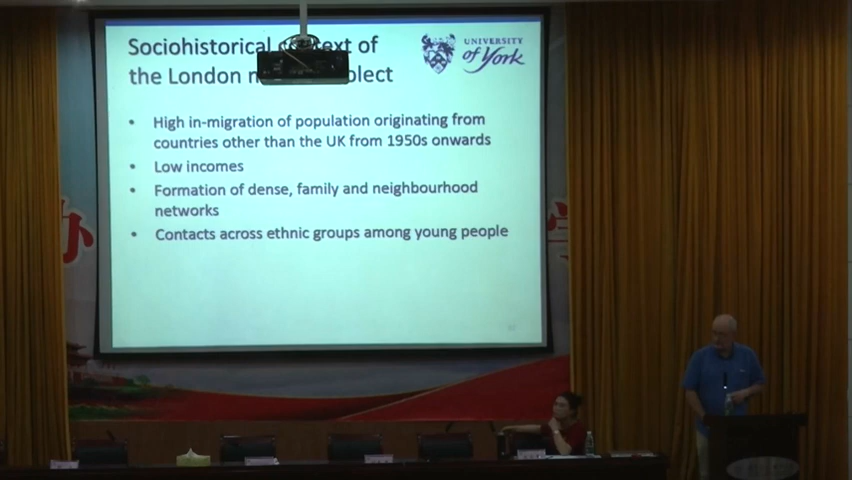 Sociohistorical context of
the London
UNIVERSITY
of York
• High in-migration of population originating from
countries other than the UK from 1950s onwards
• Low incomes
• Formation of dense, family and neighbourhood
networks
• Contacts across ethnic groups among young people